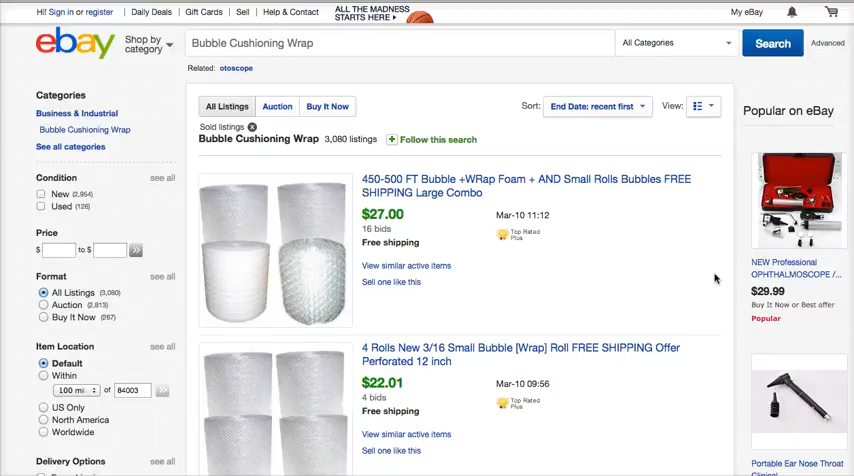 Hi! Sign in or register
Daily Deals
Gift Cards
Sell
Help & Contact
ALL THE MADNESS
STARTS HERE
My eBay
ebay
Shop by
category
Bubble Cushioning Wrap
All Categories
Search
Advanced
Related: otoscope
Categories
Business & Industrial
Bubble Cushioning Wrap
See all categories
Condition see all
New (2,954)
Used (126)
Price
$ to $
Format see all
All Listings (3,080)
Auction (2,813)
Buy It Now (267)
Item Location see all
Default
Within
100 mi of 84003
US Only
North America
Worldwide
Delivery Options see all
All Listings
Auction
Buy It Now
Sort: End Date: recent first
View:
Sold listings
Bubble Cushioning Wrap 3,080 listings
Follow this search
450-500 FT Bubble +WRap Foam + AND Small Rolls Bubbles FREE
SHIPPING Large Combo
$27.00
Mar-10 11:12
16 bids
Top Rated
Plus
Free shipping
View similar active items
Sell one like this
4 Rolls New 3/16 Small Bubble [Wrap] Roll FREE SHIPPING Offer
Perforated 12 inch
$22.01
Mar-10 09:56
4 bids
Top Rated
Plus
Free shipping
View similar active items
Sell one like this
Popular on eBay
NEW Professional
OPHTHALMOSCOPE /...
$29.99
Buy It Now or Best offer
Popular
Portable Ear Nose Throat